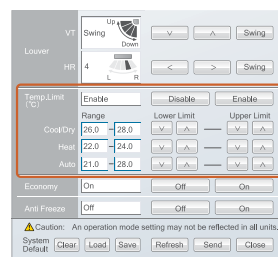 VT Swing Up Down Swing
Louver
HR 4 L R < > Swing
Temp.Limit (°C) Enable Disable Enable
Range Lower Limit Upper Limit
Cool/Dry 26,0 - 28,0
Heat 22.0 - 24.0
Auto 21.0 - 28,0
Economy On Off On
Anti Freeze Off Off On
Caution: An operation mode setting may not be reflected in all units.
System Default Clear Load Save Refresh Send Close